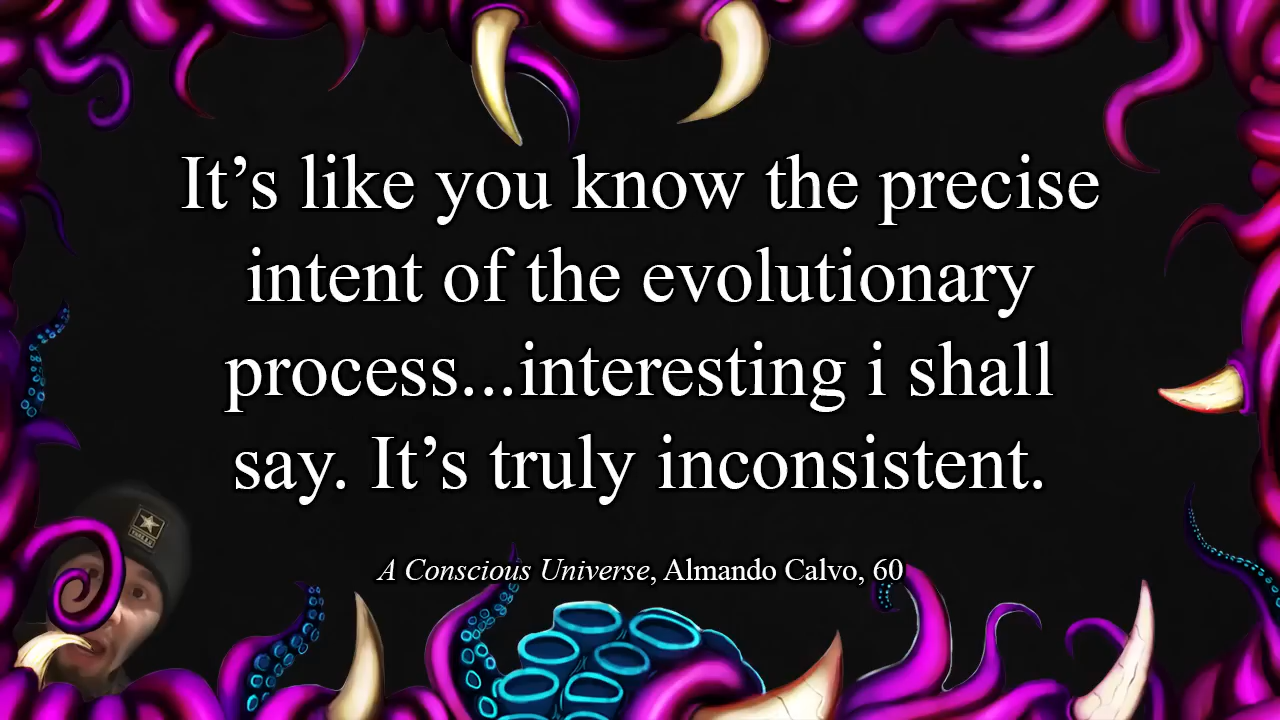 It’s like you know the precise
intent of the evolutionary
process...interesting i shall
say. It’s truly inconsistent.
A Conscious Universe, Almando Calvo, 60